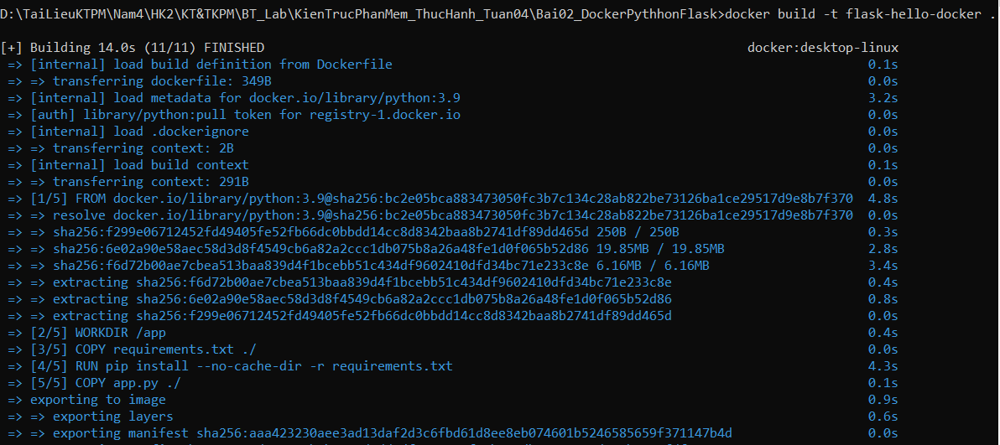 D:\TaiLieuKTPM\Nam4\HK2\KT&TKPM\BT_Lab\KienTrucPhanMem_ThucHanh_Tuan04\Bai02_DockerPythhonFlask>docker build -t flask-hello-docker .
[+] Building 14.0s (11/11) FINISHED docker:desktop-linux
=> [internal] load build definition from Dockerfile 0.1s
=> => transferring dockerfile: 349B 0.0s
=> [internal] load metadata for docker.io/library/python:3.9 3.2s
=> [auth] library/python:pull token for registry-1.docker.io 0.0s
=> [internal] load .dockerignore 0.0s
=> => transferring context: 2B 0.0s
=> [internal] load build context 0.1s
=> => transferring context: 291B 0.0s
=> [1/5] FROM docker.io/library/python:3.9@sha256:bc2e05bca883473050fc3b7c134c28ab822be73126ba1ce29517d9e8b7f370 4.8s
=> => resolve docker.io/library/python:3.9@sha256:bc2e05bca883473050fc3b7c134c28ab822be73126ba1ce29517d9e8b7f370 0.0s
=> => sha256:f299e06712452fd49405fe52fb66dc0bbdd14cc8d8342baa8b2741df89dd465d 250B / 250B 0.3s
=> => sha256:6e02a90e58aec58d3d8f4549cb6a82a2ccc1db075b8a26a48fe1d0f065b52d86 19.85MB / 19.85MB 2.8s
=> => sha256:f6d72b00ae7cbea513baa839d4f1bcebb51c434df9602410dfd34bc71e233c8e 6.16MB / 6.16MB 3.4s
=> => extracting sha256:f6d72b00ae7cbea513baa839d4f1bcebb51c434df9602410dfd34bc71e233c8e 0.4s
=> => extracting sha256:6e02a90e58aec58d3d8f4549cb6a82a2ccc1db075b8a26a48fe1d0f065b52d86 0.8s
=> => extracting sha256:f299e06712452fd49405fe52fb66dc0bbdd14cc8d8342baa8b2741df89dd465d 0.0s
=> [2/5] WORKDIR /app 0.4s
=> [3/5] COPY requirements.txt ./ 0.0s
=> [4/5] RUN pip install --no-cache-dir -r requirements.txt 4.3s
=> [5/5] COPY app.py ./ 0.1s
=> exporting to image 0.9s
=> => exporting layers 0.6s
=> => exporting manifest sha256:aaa423230aee3ad13daf2d3c6fbd61d8ee8eb074601b5246585659f371147b4d 0.0s